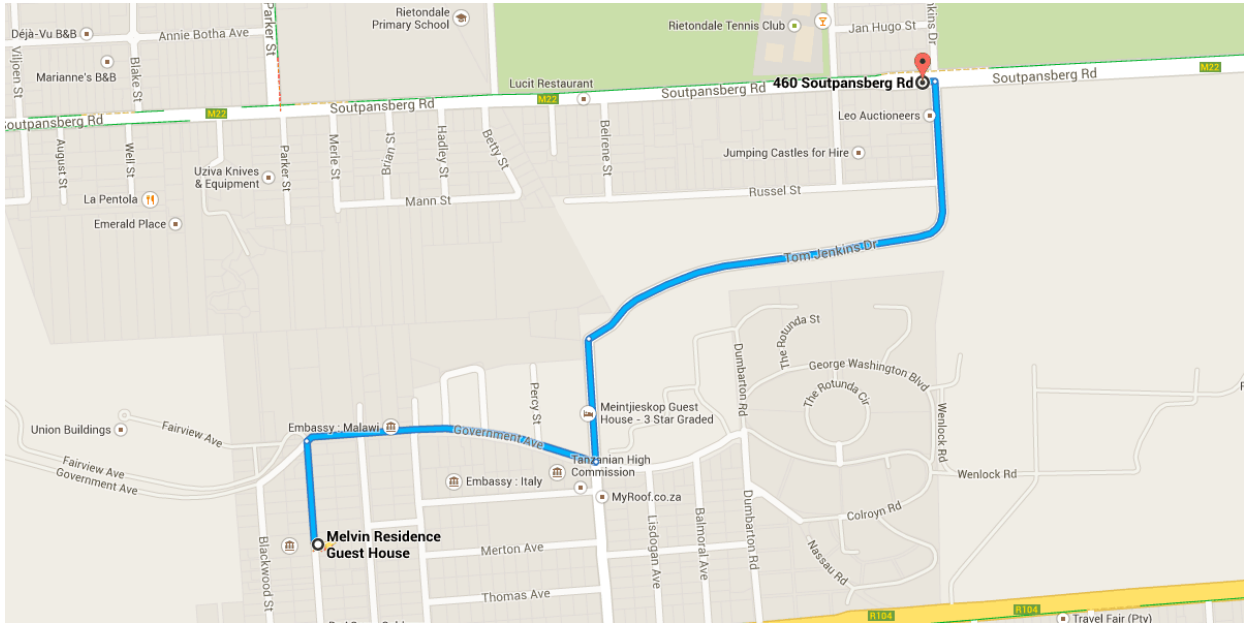 Rietondale
Primary School
Rietondale Tennis Club
Jan Hugo St
Déjà-Vu B&B
Annie Botha Ave
Parker St
Viljoen St
Blake St
Marianne's B&B
Lucit Restaurant
460 Soutpansberg Rd
Soutpansberg Rd
M22
Soutpansberg Rd
M22
Soutpansberg Rd
M22
Soutpansberg Rd
Leo Auctioneers
August St
Well St
Parker St
Merie St
Brian St
Hadley St
Betty St
Beirene St
Jumping Castles for Hire
Uziva Knives
& Equipment
La Pentola
Mann St
Russel St
Emerald Place
Tom Jenkins Dr
The Rotunda St
Dumbarton Rd
George Washington Blvd
The Rotunda Cir
Percy St
Meintjieskop Guest
House - 3 Star Graded
Wenlock Rd
Union Buildings
Fairview Ave
Embassy : Malawi
Government Ave
Fairview Ave
Government Ave
Tanzanian High
Commission
Embassy : Italy
MyRoof.co.za
Wenlock Rd
Colroyn Rd
Melvin Residence
Guest House
Blackwood St
Merton Ave
Lisdogan Ave
Balmoral Ave
Dumbarton Rd
Nassau Rd
Thomas Ave
R104
R104
Travel Fair (Pty)